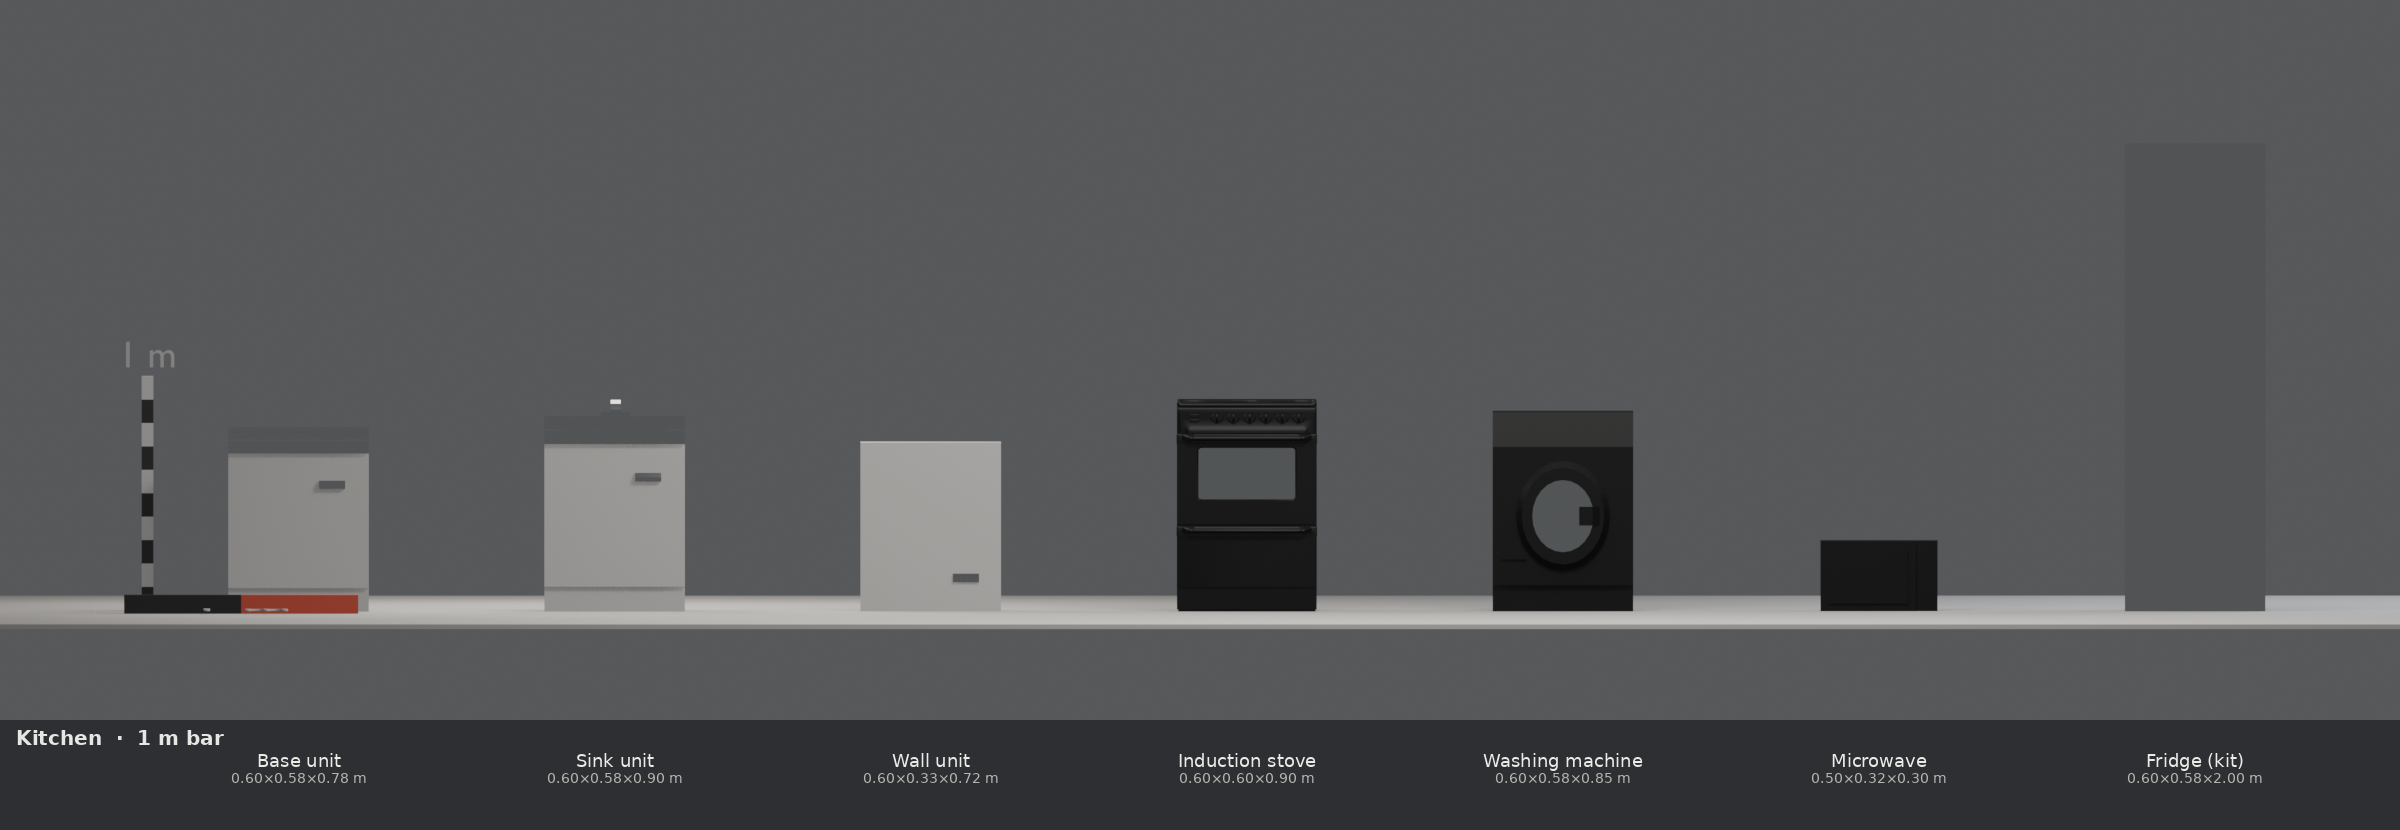 1 m
Kitchen · 1 m bar
Base unit
0.60×0.58×0.78 m
Sink unit
0.60×0.58×0.90 m
Wall unit
0.60×0.33×0.72 m
Induction stove
0.60×0.60×0.90 m
Washing machine
0.60×0.58×0.85 m
Microwave
0.50×0.32×0.30 m
Fridge (kit)
0.60×0.58×2.00 m